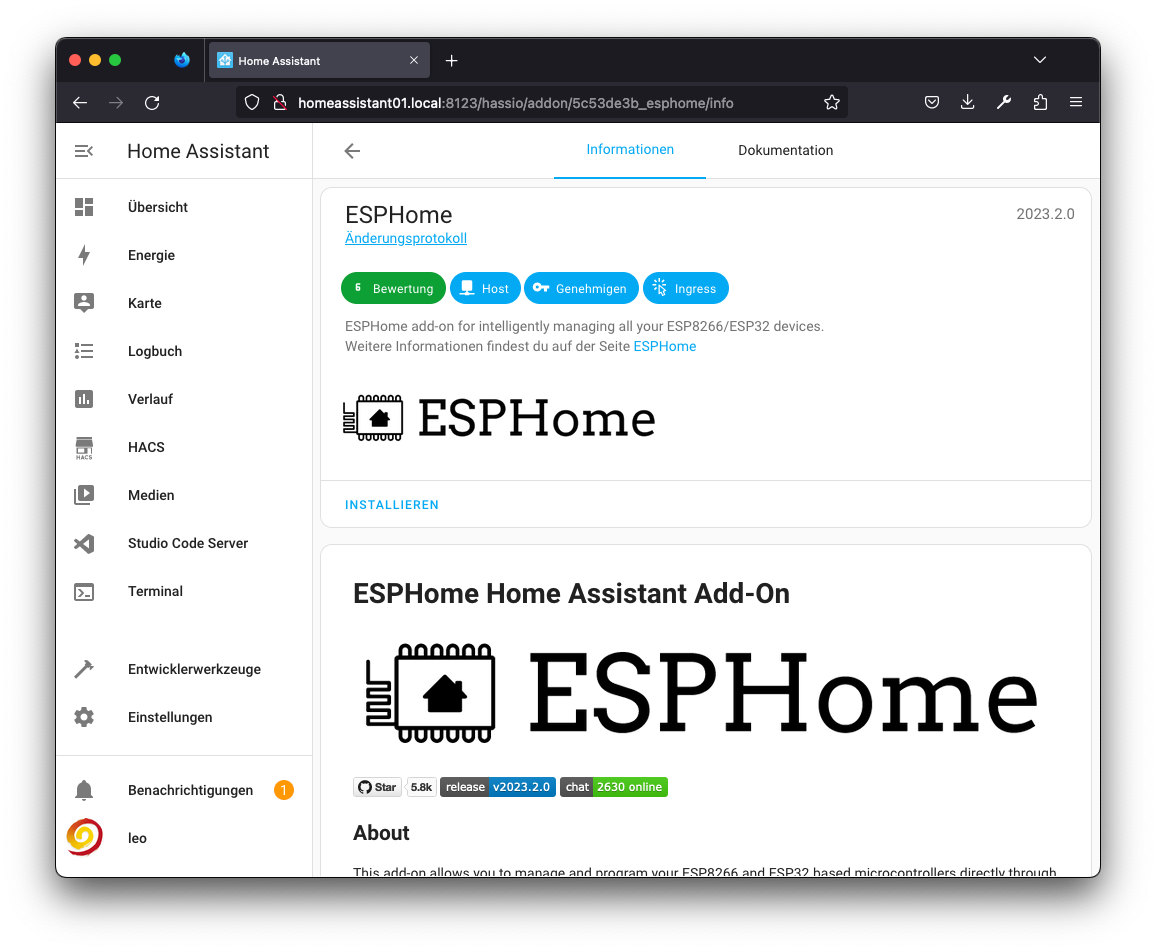 Home Assistant
homeassistant01.local:8123/hassio/addon/5c53de3b_esphome/info
Home Assistant
Informationen
Dokumentation
Übersicht
Energie
Karte
Logbuch
Verlauf
HACS
HACS
Medien
Studio Code Server
Terminal
Entwicklerwerkzeuge
Einstellungen
Benachrichtigungen 1
leo
ESPHome
2023.2.0
Änderungsprotokoll
6 Bewertung
Host
Genehmigen
Ingress
ESPHome add-on for intelligently managing all your ESP8266/ESP32 devices.
Weitere Informationen findest du auf der Seite ESPHome
ESPHome
INSTALLIEREN
ESPHome Home Assistant Add-On
ESPHome
Star 5.8k release v2023.2.0 chat 2630 online
About
This add-on allows you to manage and program your ESP8266 and ESP32 based microcontrollers directly through